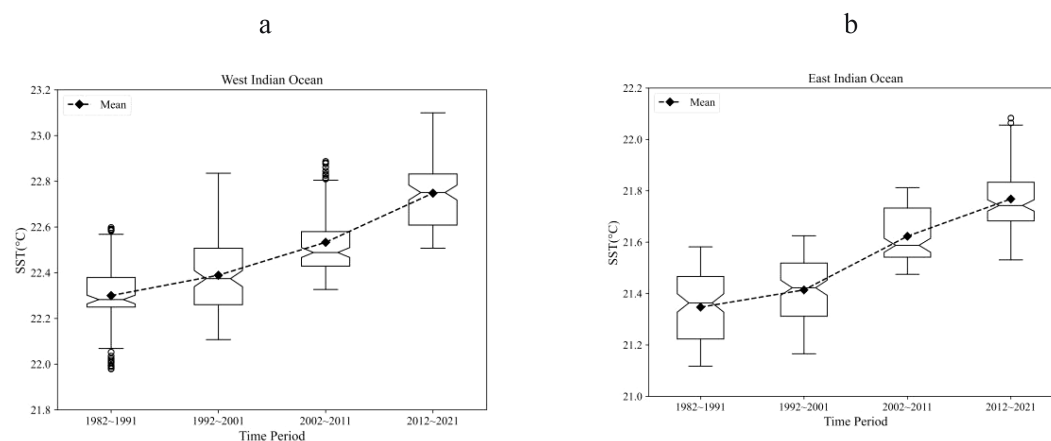 a
West Indian Ocean
Mean
23.2
23.0
22.8
22.6
22.4
22.2
22.0
21.8
SST(°C)
1982~1991 1992~2001 2002~2011 2012~2021
Time Period
b
East Indian Ocean
Mean
22.2
22.0
21.8
21.6
21.4
21.2
21.0
SST(°C)
1982~1991 1992~2001 2002~2011 2012~2021
Time Period